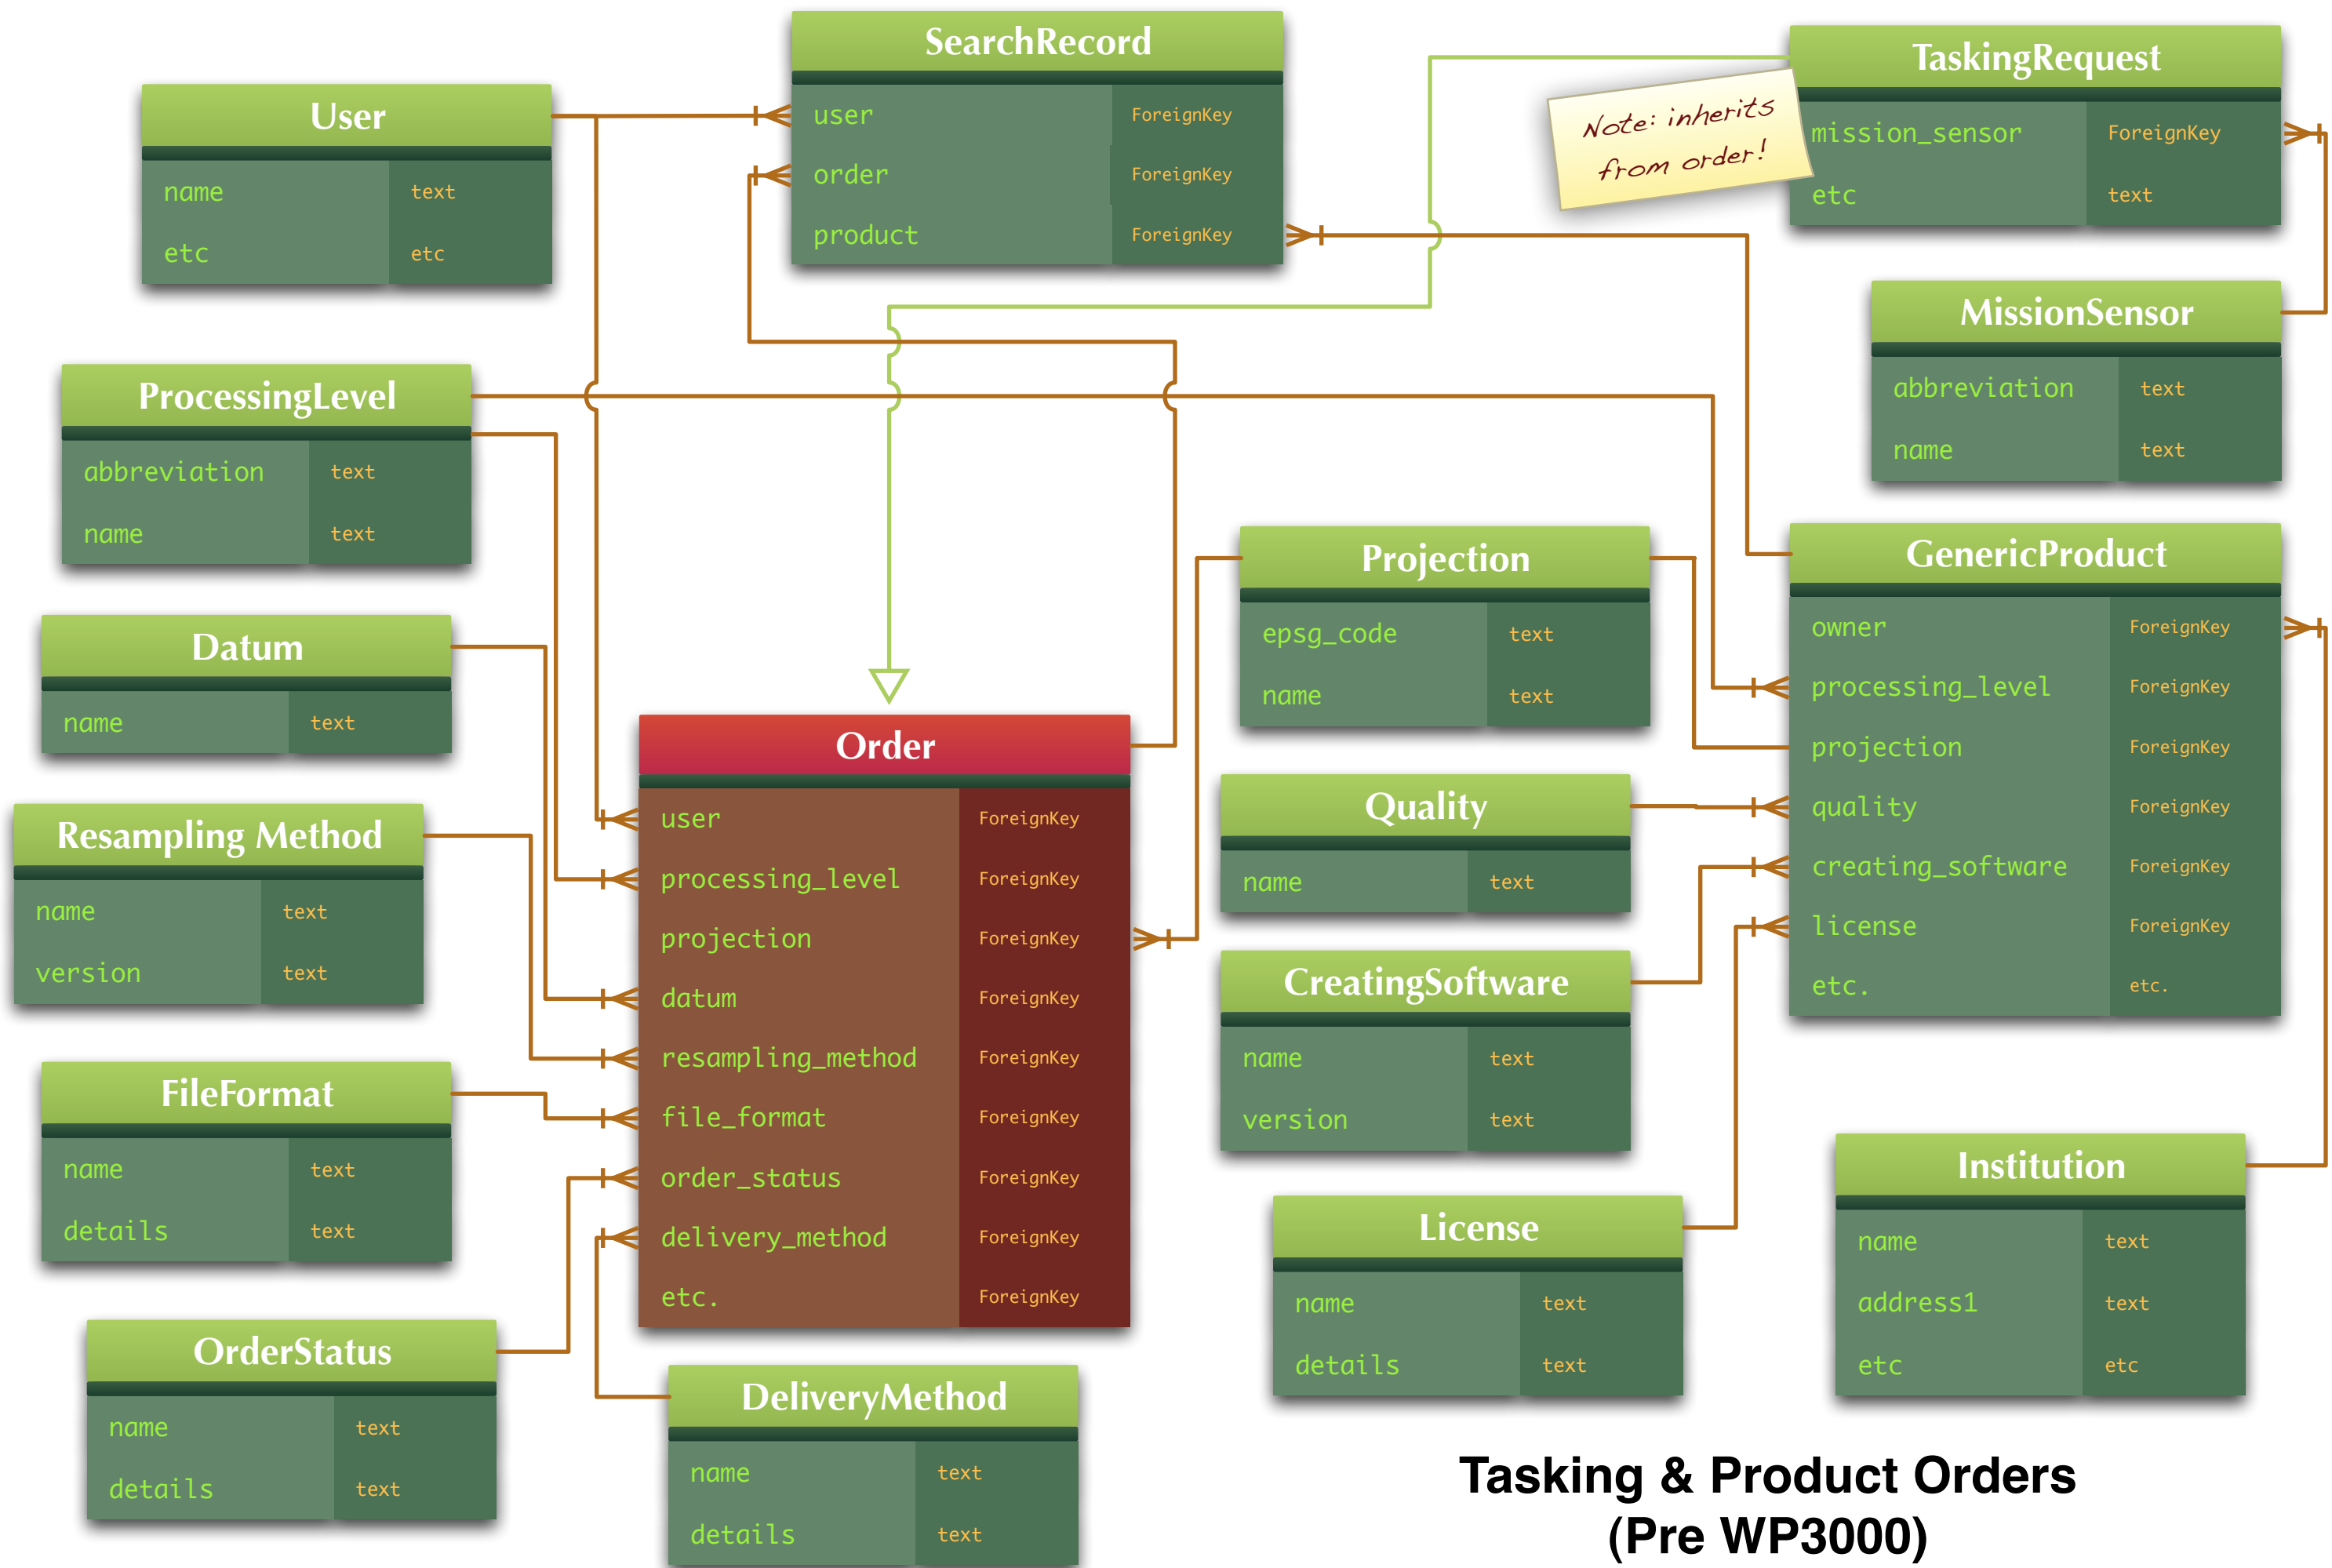 SearchRecord
user ForeignKey
order ForeignKey
product ForeignKey
TaskingRequest
mission_sensor ForeignKey
etc text
Note: inherits
from order!
User
name text
etc etc
MissionSensor
abbreviation text
name text
ProcessingLevel
abbreviation text
name text
Projection
epsg_code text
name text
GenericProduct
owner ForeignKey
processing_level ForeignKey
projection ForeignKey
quality ForeignKey
creating_software ForeignKey
license ForeignKey
etc. etc.
Datum
name text
Order
user ForeignKey
processing_level ForeignKey
projection ForeignKey
datum ForeignKey
resampling_method ForeignKey
file_format ForeignKey
order_status ForeignKey
delivery_method ForeignKey
etc. ForeignKey
Quality
name text
Resampling Method
name text
version text
CreatingSoftware
name text
version text
FileFormat
name text
details text
License
name text
details text
Institution
name text
address1 text
etc etc
OrderStatus
name text
details text
DeliveryMethod
name text
details text
Tasking & Product Orders
(Pre WP3000)